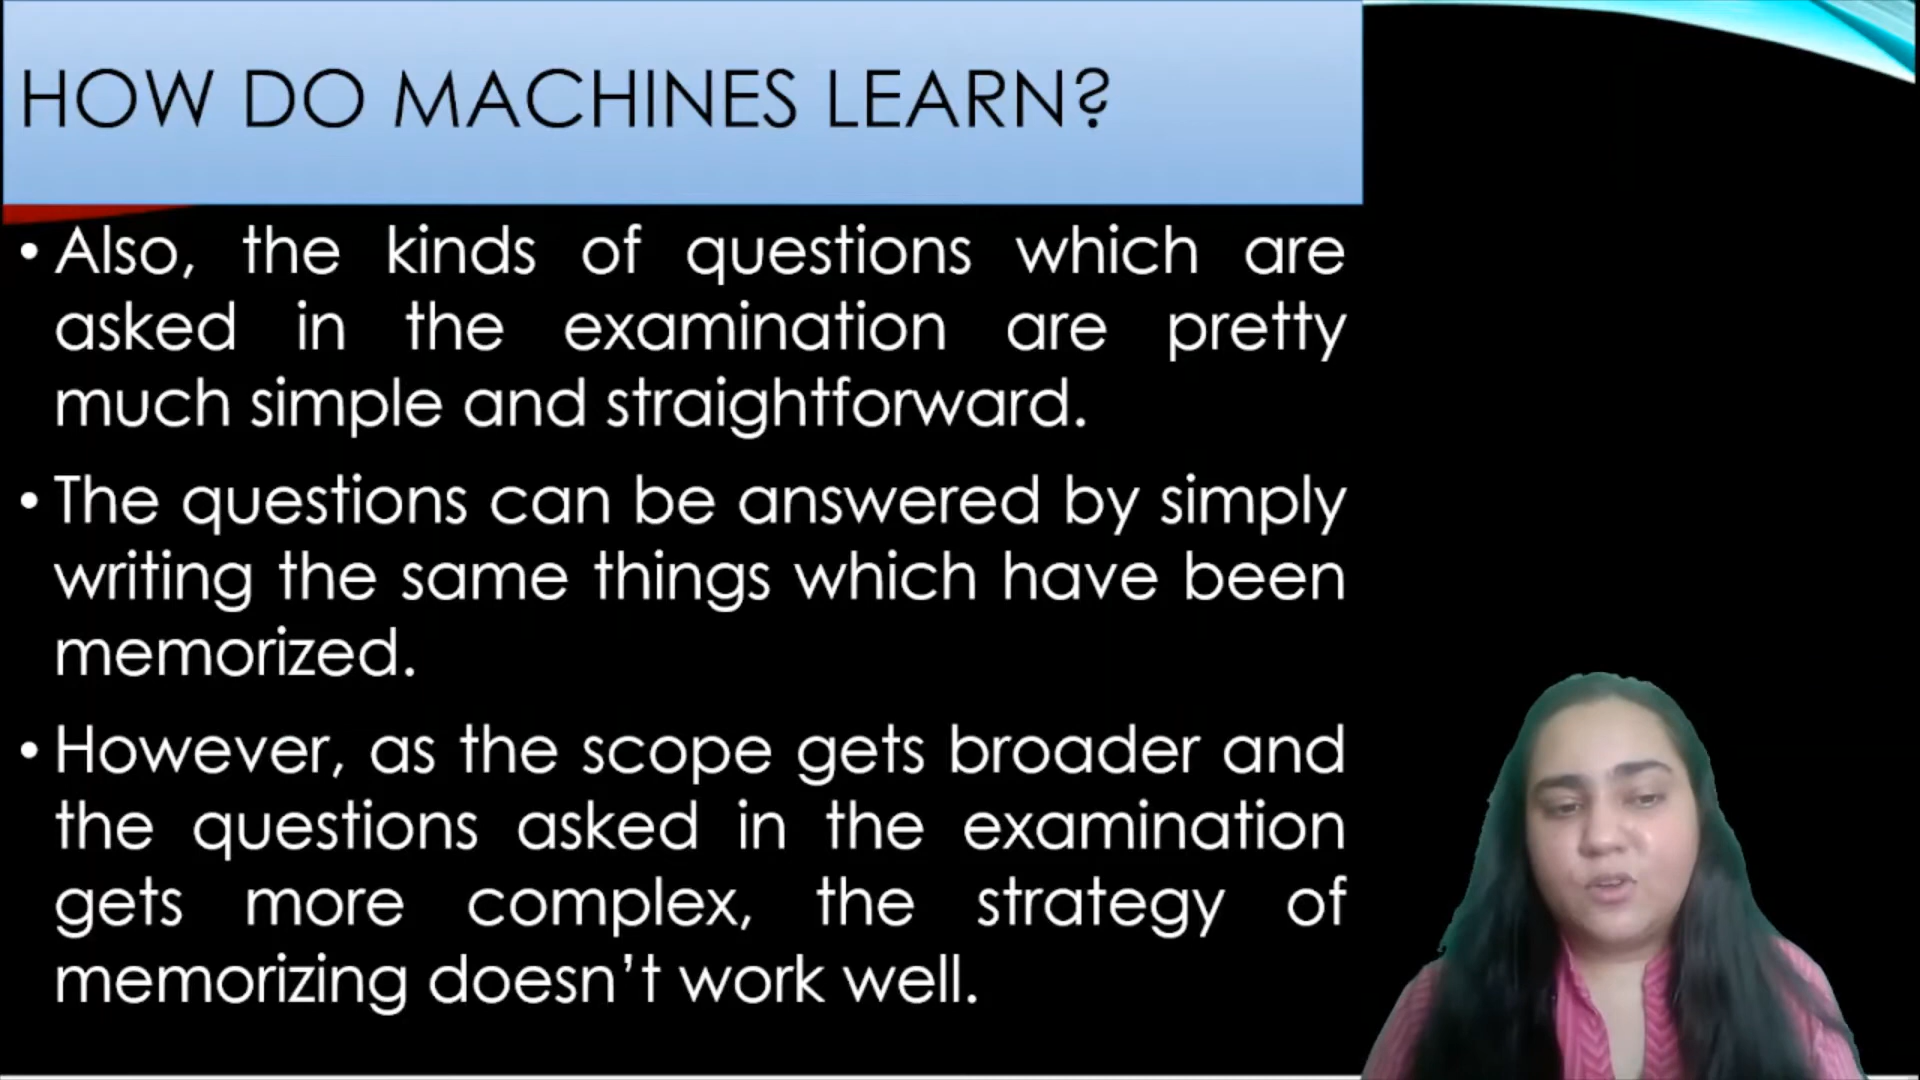 HOW DO MACHINES LEARN?
• Also, the kinds of questions which are
asked in the examination are pretty
much simple and straightforward.
• The questions can be answered by simply
writing the same things which have been
memorized.
• However, as the scope gets broader and
the questions asked in the examination
gets more complex, the strategy of
memorizing doesn’t work well.